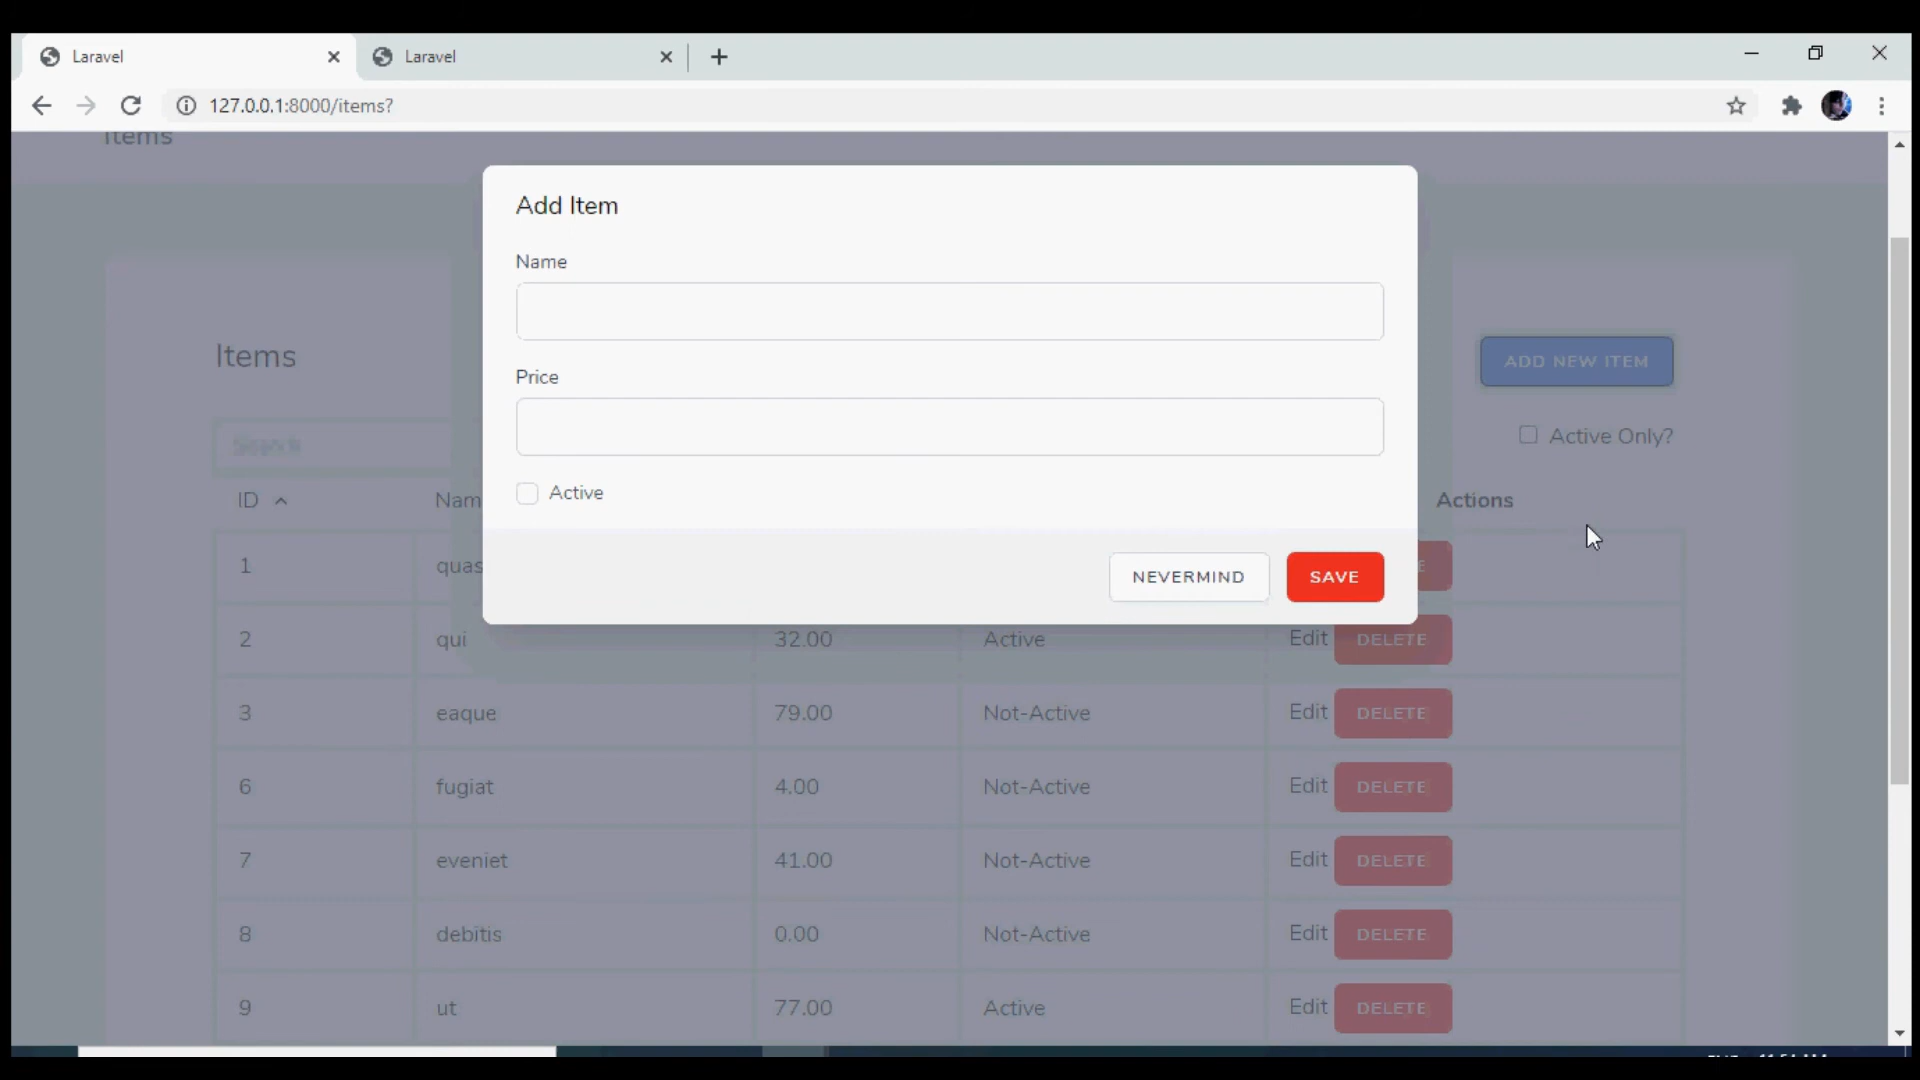 Laravel
Laravel
127.0.0.1:8000/items?
Items
Add Item
Name
Price
Active
NEVERMIND
SAVE
Items
ADD NEW ITEM
Search
Active Only?
ID
Nam
Actions
1 quas
2 qui 32.00 Active Edit DELETE
3 eaque 79.00 Not-Active Edit DELETE
6 fugiat 4.00 Not-Active Edit DELETE
7 eveniet 41.00 Not-Active Edit DELETE
8 debitis 0.00 Not-Active Edit DELETE
9 ut 77.00 Active Edit DELETE